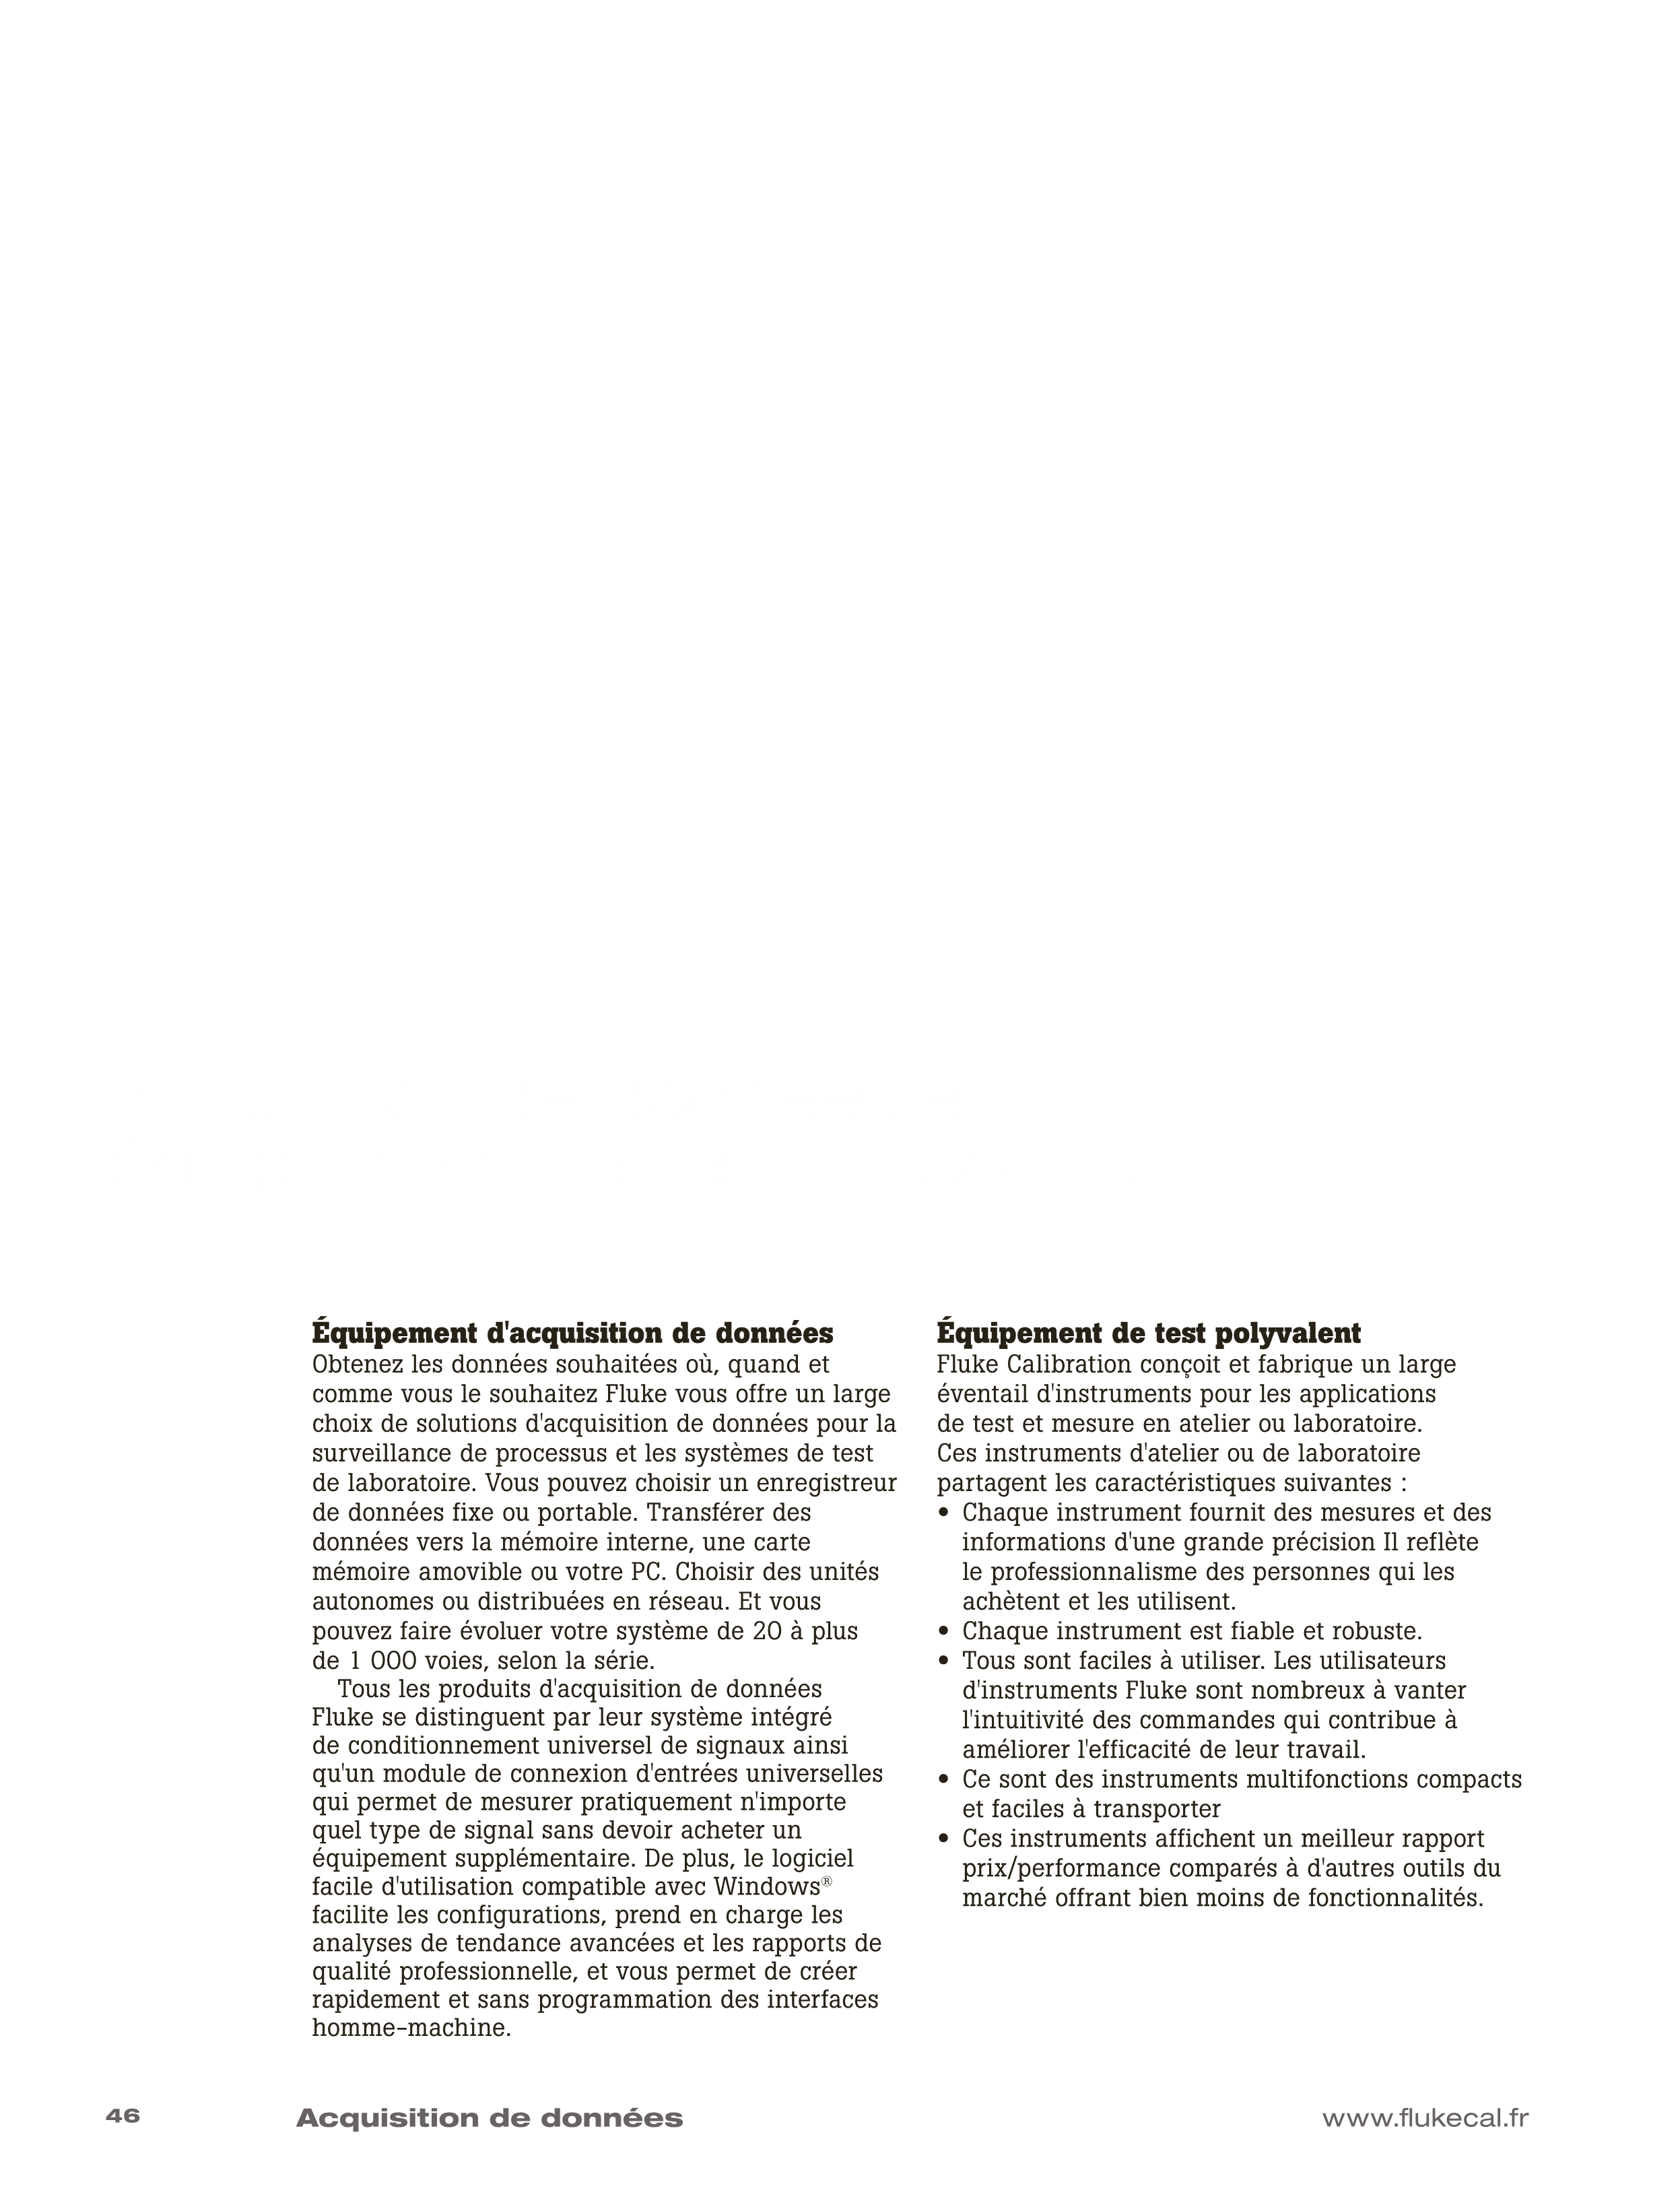 Équipement d'acquisition de données
Obtenez les données souhaitées où, quand et
comme vous le souhaitez Fluke vous offre un large
choix de solutions d'acquisition de données pour la
surveillance de processus et les systèmes de test
de laboratoire. Vous pouvez choisir un enregistreur
de données fixe ou portable. Transférer des
données vers la mémoire interne, une carte
mémoire amovible ou votre PC. Choisir des unités
autonomes ou distribuées en réseau. Et vous
pouvez faire évoluer votre système de 20 à plus
de 1 000 voies, selon la série.
Tous les produits d'acquisition de données
Fluke se distinguent par leur système intégré
de conditionnement universel de signaux ainsi
qu'un module de connexion d'entrées universelles
qui permet de mesurer pratiquement n'importe
quel type de signal sans devoir acheter un
équipement supplémentaire. De plus, le logiciel
facile d'utilisation compatible avec Windows®
facilite les configurations, prend en charge les
analyses de tendance avancées et les rapports de
qualité professionnelle, et vous permet de créer
rapidement et sans programmation des interfaces
homme-machine.
Équipement de test polyvalent
Fluke Calibration conçoit et fabrique un large
éventail d'instruments pour les applications
de test et mesure en atelier ou laboratoire.
Ces instruments d'atelier ou de laboratoire
partagent les caractéristiques suivantes :
• Chaque instrument fournit des mesures et des
informations d'une grande précision Il reflète
le professionnalisme des personnes qui les
achètent et les utilisent.
• Chaque instrument est fiable et robuste.
• Tous sont faciles à utiliser. Les utilisateurs
d'instruments Fluke sont nombreux à vanter
l'intuitivité des commandes qui contribue à
améliorer l'efficacité de leur travail.
• Ce sont des instruments multifonctions compacts
et faciles à transporter
• Ces instruments affichent un meilleur rapport
prix/performance comparés à d'autres outils du
marché offrant bien moins de fonctionnalités.
46 Acquisition de données www.flukecal.fr